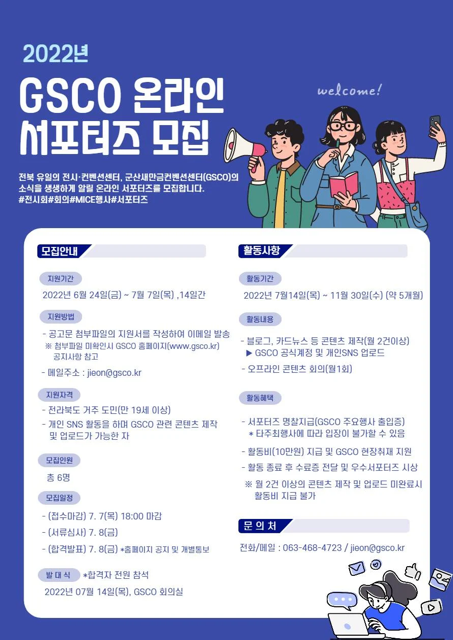 2022년
GSCO 온라인
서포터즈 모집
welcome!
전북 유일의 전시·컨벤션센터, 군산새만금컨벤션센터(GSCO)의
소식을 생생하게 알릴 온라인 서포터즈를 모집합니다.
#전시회#회의#MICE행사#서포터즈
모집안내
지원기간
2022년 6월 24일(금) ~ 7월 7일(목) ,14일간
지원방법
- 공고문 첨부파일의 지원서를 작성하여 이메일 발송
※ 첨부파일 미확인시 GSCO 홈페이지(www.gsco.kr)
공지사항 참고
- 메일주소 : jieon@gsco.kr
지원자격
- 전라북도 거주 도민(만 19세 이상)
- 개인 SNS 활동을 하며 GSCO 관련 콘텐츠 제작
및 업로드가 가능한 자
모집인원
총 6명
모집일정
- (접수마감) 7. 7(목) 18:00 마감
- (서류심사) 7. 8(금)
- (합격발표) 7. 8(금) *홈페이지 공지 및 개별통보
발 대 식 *합격자 전원 참석
2022년 07월 14일(목), GSCO 회의실
활동사항
활동기간
2022년 7월14일(목) ~ 11월 30일(수) (약 5개월)
활동내용
- 블로그, 카드뉴스 등 콘텐츠 제작(월 2건이상)
▶ GSCO 공식계정 및 개인SNS 업로드
- 오프라인 콘텐츠 회의(월1회)
활동혜택
- 서포터즈 명찰지급(GSCO 주요행사 출입증)
* 타주최행사에 따라 입장이 불가할 수 있음
- 활동비(10만원) 지급 및 GSCO 현장취재 지원
- 활동 종료 후 수료증 전달 및 우수서포터즈 시상
※ 월 2건 이상의 콘텐츠 제작 및 업로드 미완료시
활동비 지급 불가
문 의 처
전화/메일 : 063-468-4723 / jieon@gsco.kr